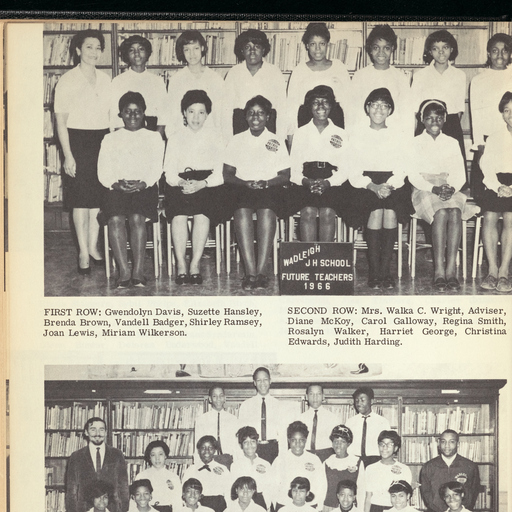 WADLEIGH
J H SCHOOL
FUTURE TEACHERS
1966
FIRST ROW: Gwendolyn Davis, Suzette Hansley,
Brenda Brown, Vandell Badger, Shirley Ramsey,
Joan Lewis, Miriam Wilkerson.
SECOND ROW: Mrs. Walka C. Wright, Adviser,
Diane McKoy, Carol Galloway, Regina Smith,
Rosalyn Walker, Harriet George, Christina
Edwards, Judith Harding.